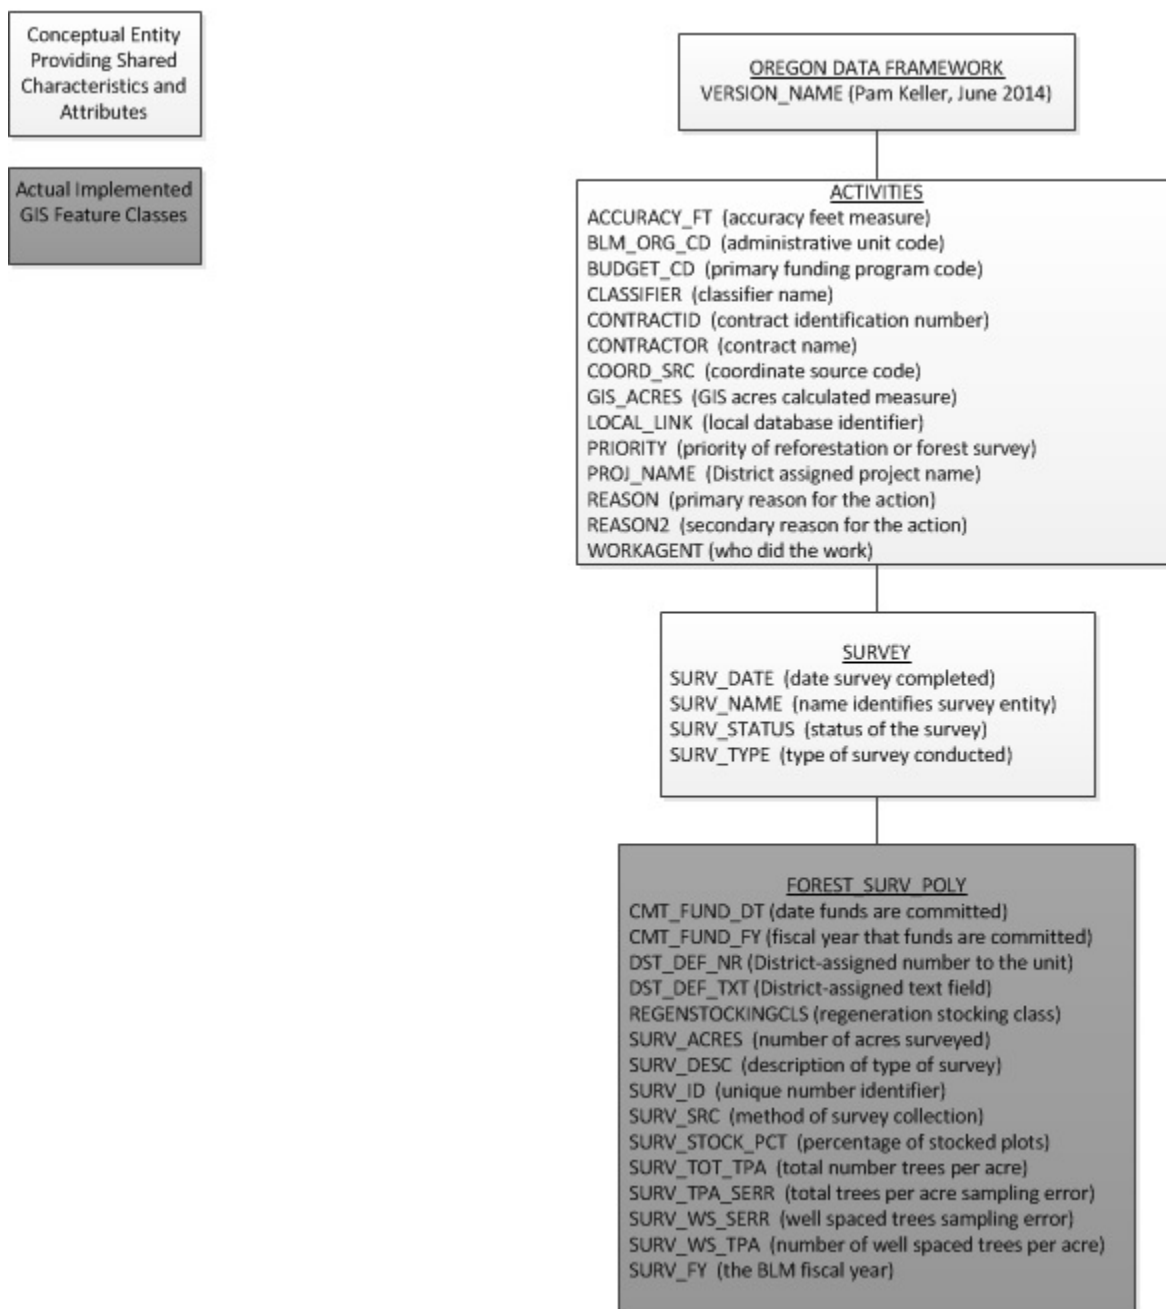 Conceptual Entity
Providing Shared
Characteristics and
Attributes
Actual Implemented
GIS Feature Classes
OREGON DATA FRAMEWORK
VERSION_NAME (Pam Keller, June 2014)
ACTIVITIES
ACCURACY_FT (accuracy feet measure)
BLM_ORG_CD (administrative unit code)
BUDGET_CD (primary funding program code)
CLASSIFIER (classifier name)
CONTRACTID (contract identification number)
CONTRACTOR (contract name)
COORD_SRC (coordinate source code)
GIS_ACRES (GIS acres calculated measure)
LOCAL_LINK (local database identifier)
PRIORITY (priority of reforestation or forest survey)
PROJ_NAME (District assigned project name)
REASON (primary reason for the action)
REASON2 (secondary reason for the action)
WORKAGENT (who did the work)
SURVEY
SURV_DATE (date survey completed)
SURV_NAME (name identifies survey entity)
SURV_STATUS (status of the survey)
SURV_TYPE (type of survey conducted)
FOREST_SURV_POLY
CMT_FUND_DT (date funds are committed)
CMT_FUND_FY (fiscal year that funds are committed)
DST_DEF_NR (District-assigned number to the unit)
DST_DEF_TXT (District-assigned text field)
REGENSTOCKINGCLS (regeneration stocking class)
SURV_ACRES (number of acres surveyed)
SURV_DESC (description of type of survey)
SURV_ID (unique number identifier)
SURV_SRC (method of survey collection)
SURV_STOCK_PCT (percentage of stocked plots)
SURV_TOT_TPA (total number trees per acre)
SURV_TPA_SERR (total trees per acre sampling error)
SURV_WS_SERR (well spaced trees sampling error)
SURV_WS_TPA (number of well spaced trees per acre)
SURV_FY (the BLM fiscal year)